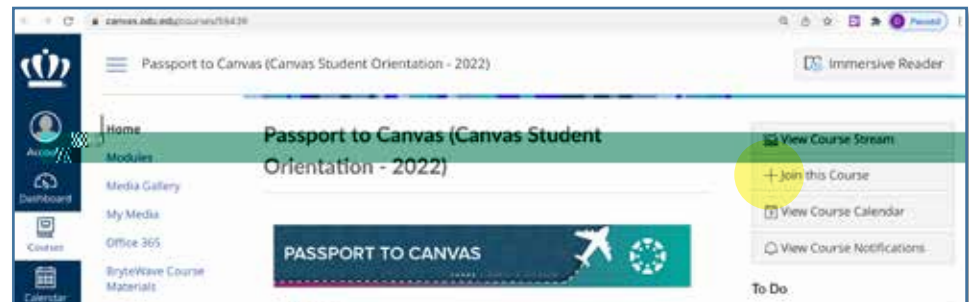 canvas.odu.edu/courses/59439
Paused
Passport to Canvas (Canvas Student Orientation - 2022)
Immersive Reader
Account
Dashboard
Courses
Calendar
Home
Modules
Media Gallery
My Media
Office 365
BryteWave Course
Materials
Passport to Canvas (Canvas Student
Orientation - 2022)
PASSPORT TO CANVAS
View Course Stream
Join this Course
View Course Calendar
View Course Notifications
To Do